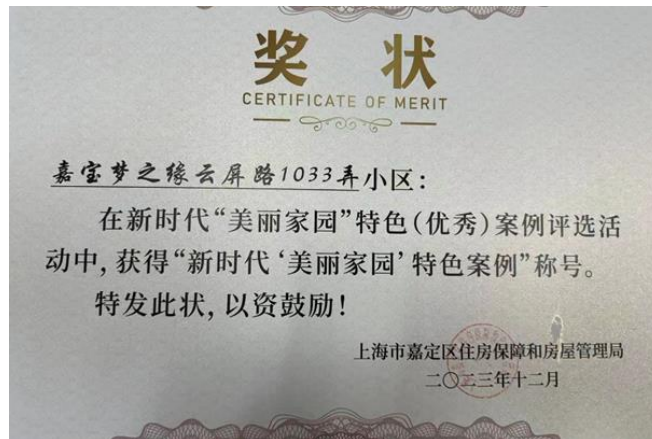 奖 状
CERTIFICATE OF MERIT
嘉宝梦之缘云屏路1033弄小区：
在新时代“美丽家园”特色(优秀)案例评选活
动中,获得“新时代‘美丽家园’特色案例”称号。
特发此状,以资鼓励!
上海市嘉定区住房保障和房屋管理局
二〇二三年十二月